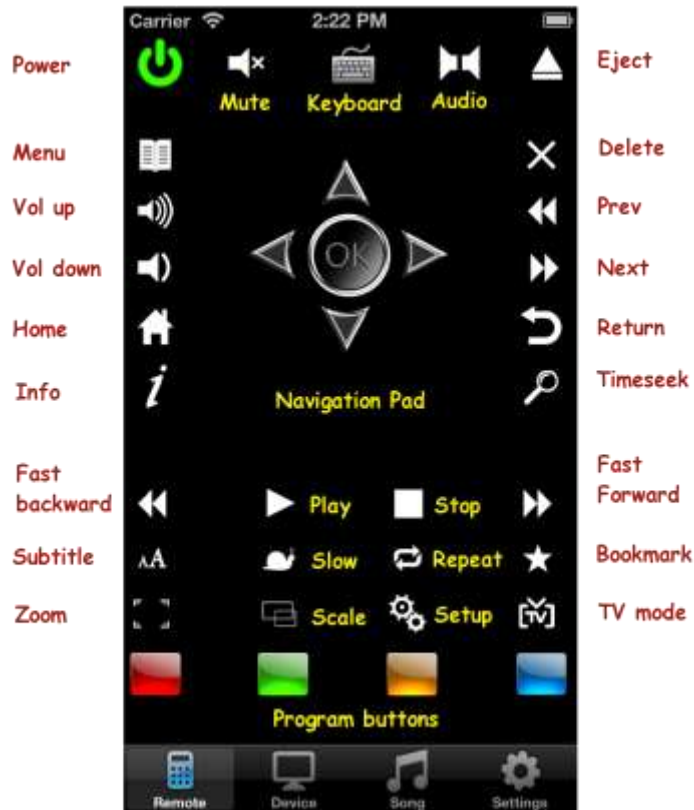 Carrier 2:22 PM
Power Eject
Mute Keyboard Audio
Menu Delete
Vol up Prev
OK
Vol down Next
Home Return
Info Timeseek
Navigation Pad
Fast
backward Play Stop Fast
Forward
Subtitle Slow Repeat Bookmark
AA
Zoom Scale Setup TV TV mode
Program buttons
Remote Device Song Settings